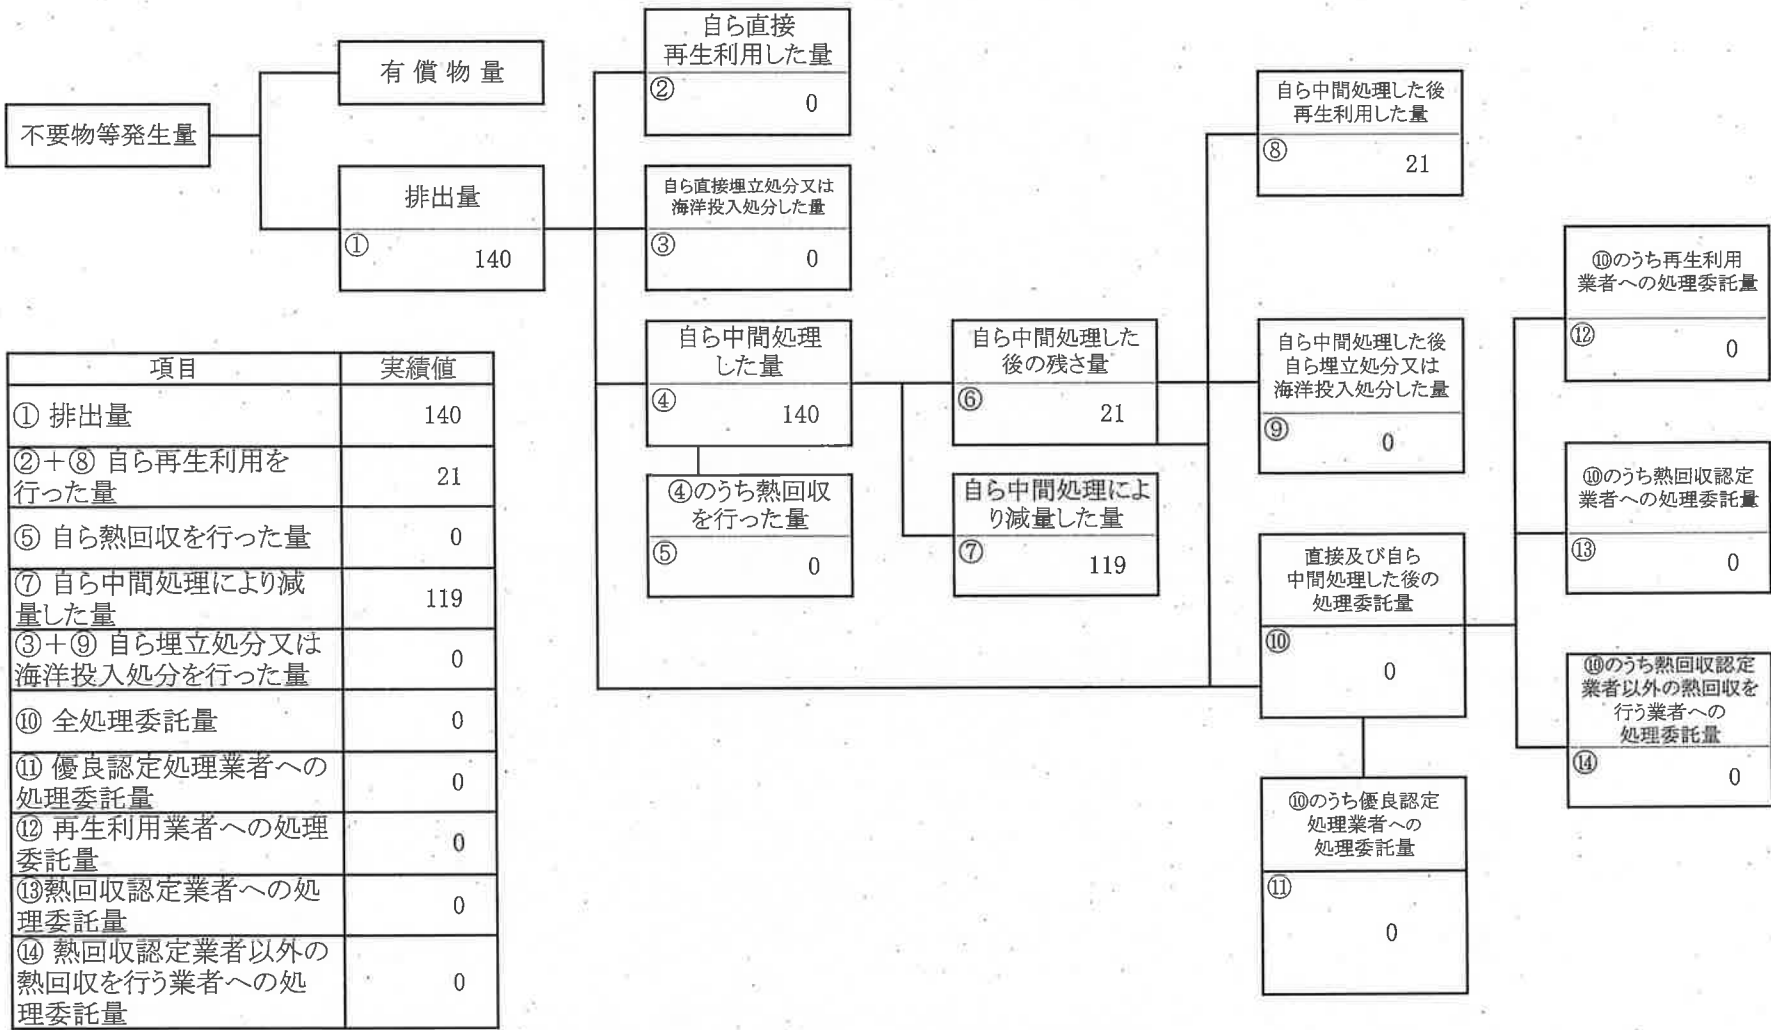 不要物等発生量
有 償 物 量
排出量
①
140
自ら直接
再生利用した量
②
0
自ら直接埋立処分又は
海洋投入処分した量
③
0
自ら中間処理
した量
④
140
④のうち熱回収
を行った量
⑤
0
自ら中間処理した
後の残さ量
⑥
21
自ら中間処理によ
り減量した量
⑦
119
自ら中間処理した後
再生利用した量
⑧
21
自ら中間処理した後
自ら埋立処分又は
海洋投入処分した量
⑨
0
直接及び自ら
中間処理した後の
処理委託量
⑩
0
⑩のうち優良認定
処理業者への
処理委託量
⑪
0
⑩のうち再生利用
業者への処理委託量
⑫
0
⑩のうち熱回収認定
業者への処理委託量
⑬
0
⑩のうち熱回収認定
業者以外の熱回収を
行う業者への
処理委託量
⑭
0
項目 実績値
① 排出量 140
②+⑧ 自ら再生利用を
行った量 21
⑤ 自ら熱回収を行った量 0
⑦ 自ら中間処理により減
量した量 119
③+⑨ 自ら埋立処分又は
海洋投入処分を行った量 0
⑩ 全処理委託量 0
⑪ 優良認定処理業者への
処理委託量 0
⑫ 再生利用業者への処理
委託量 0
⑬熱回収認定業者への処
理委託量 0
⑭ 熱回収認定業者以外の
熱回収を行う業者への処
理委託量 0